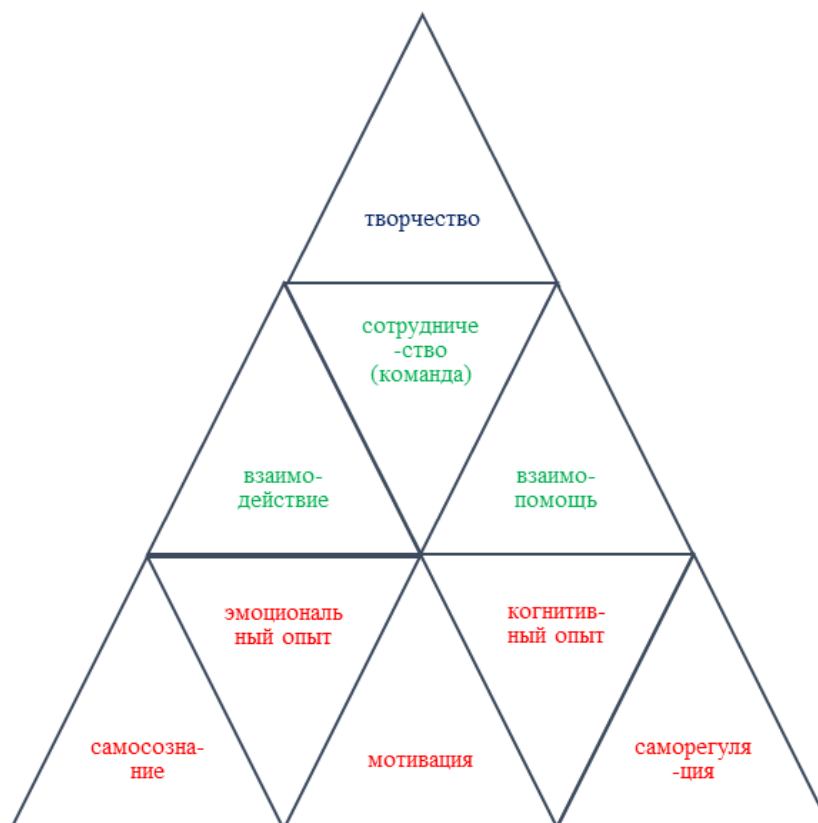 творчество
сотрудниче
-ство
(команда)
взаимо-
действие
взаимо-
помощь
эмоциональ
ный опыт
когнитив-
ный опыт
самосозна-
ние
мотивация
саморегуля
-ция